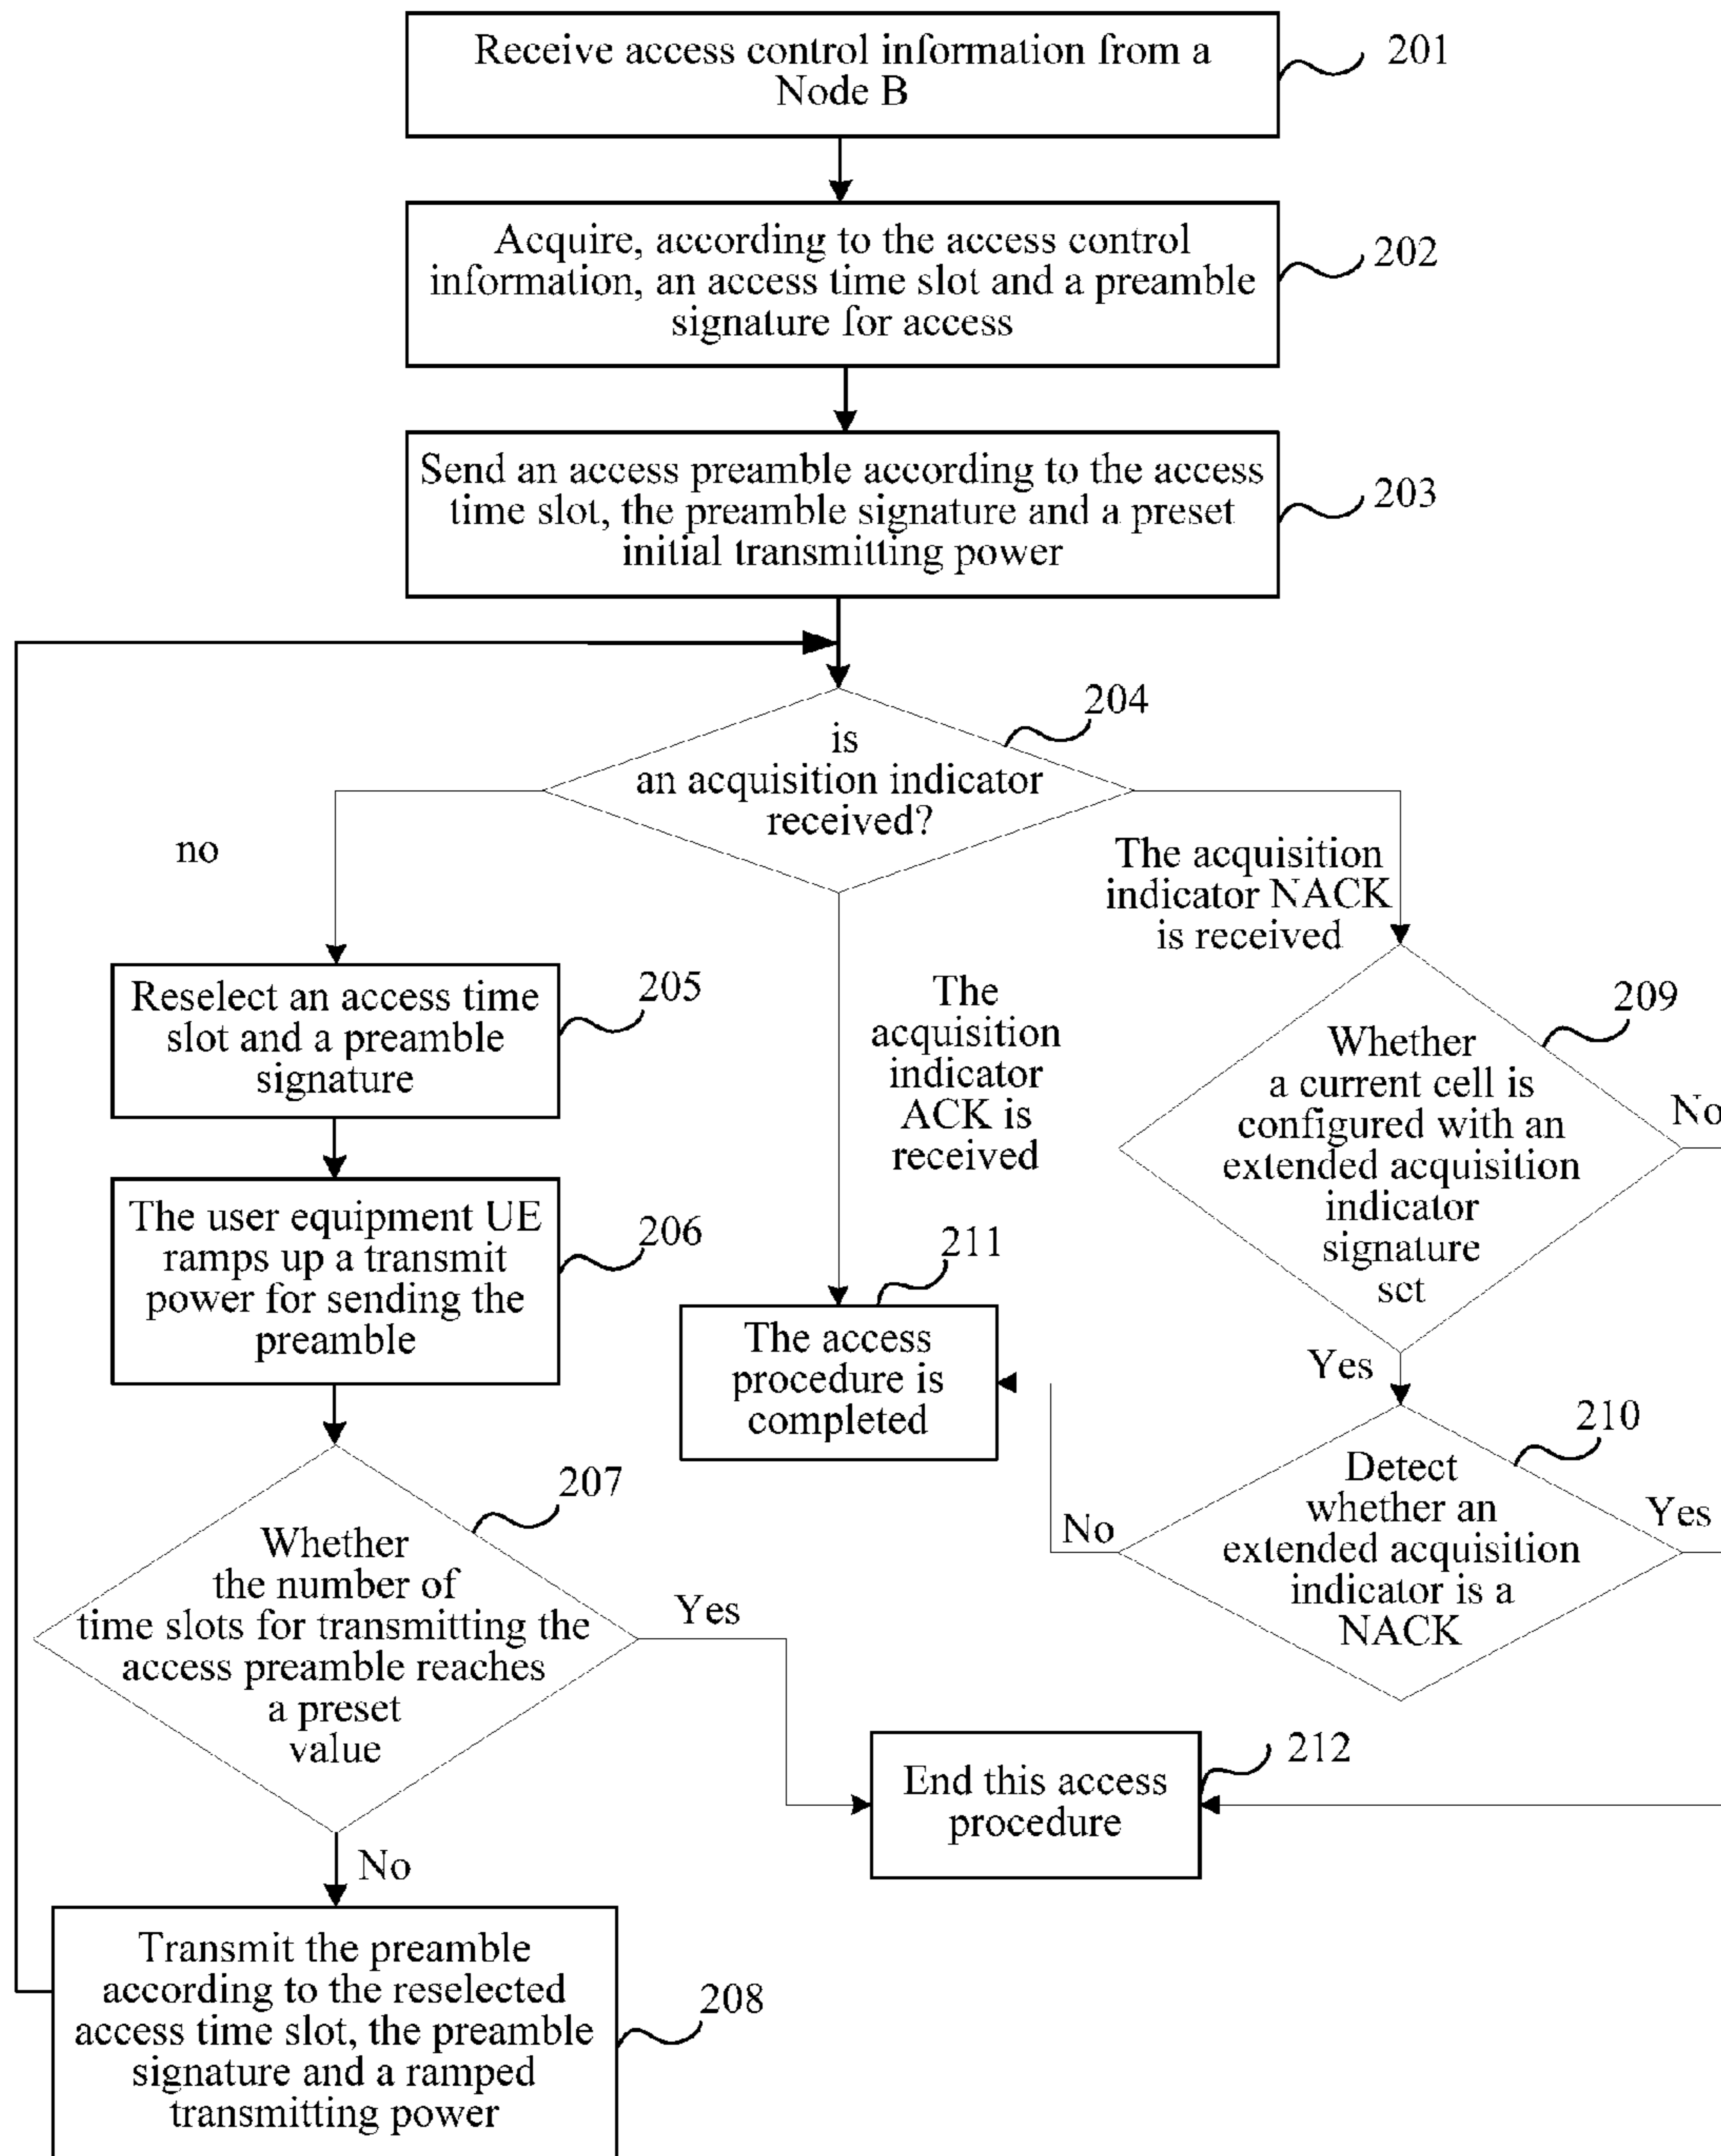 Receive access control information from a
Node B
201
Acquire, according to the access control
information, an access time slot and a preamble
signature for access
202
Send an access preamble according to the access
time slot, the preamble signature and a preset
initial transmitting power
203
is
an acquisition indicator
received?
204
no
The acquisition
indicator NACK
is received
The
acquisition
indicator
ACK is
received
Reselect an access time
slot and a preamble
signature
205
Whether
a current cell is
configured with an
extended acquisition
indicator
signature
set
209
No
Yes
The user equipment UE
ramps up a transmit
power for sending the
preamble
206
The access
procedure is
completed
211
Detect
whether an
extended acquisition
indicator is a
NACK
210
No
Yes
Whether
the number of
time slots for transmitting the
access preamble reaches
a preset
value
207
Yes
No
End this access
procedure
212
Transmit the preamble
according to the reselected
access time slot, the preamble
signature and a ramped
transmitting power
208